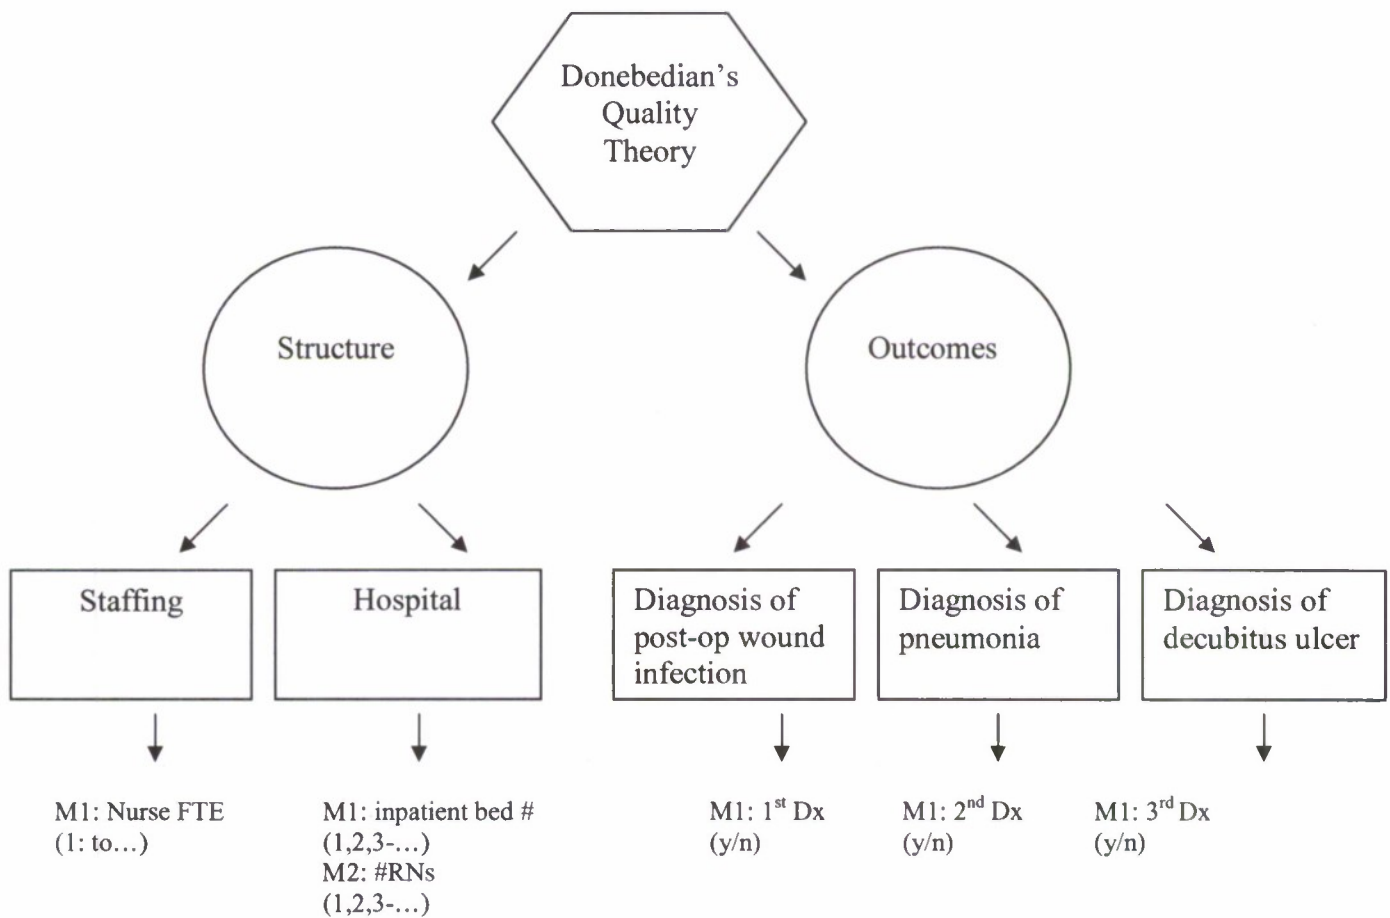 Donebedian's
Quality
Theory
Structure
Outcomes
Staffing
Hospital
Diagnosis of
post-op wound
infection
Diagnosis of
pneumonia
Diagnosis of
decubitus ulcer
M1: Nurse FTE
(1: to…)
M1: inpatient bed #
(1,2,3-…)
M2: #RNs
(1,2,3-…)
M1: 1st Dx
(y/n)
M1: 2nd Dx
(y/n)
M1: 3rd Dx
(y/n)